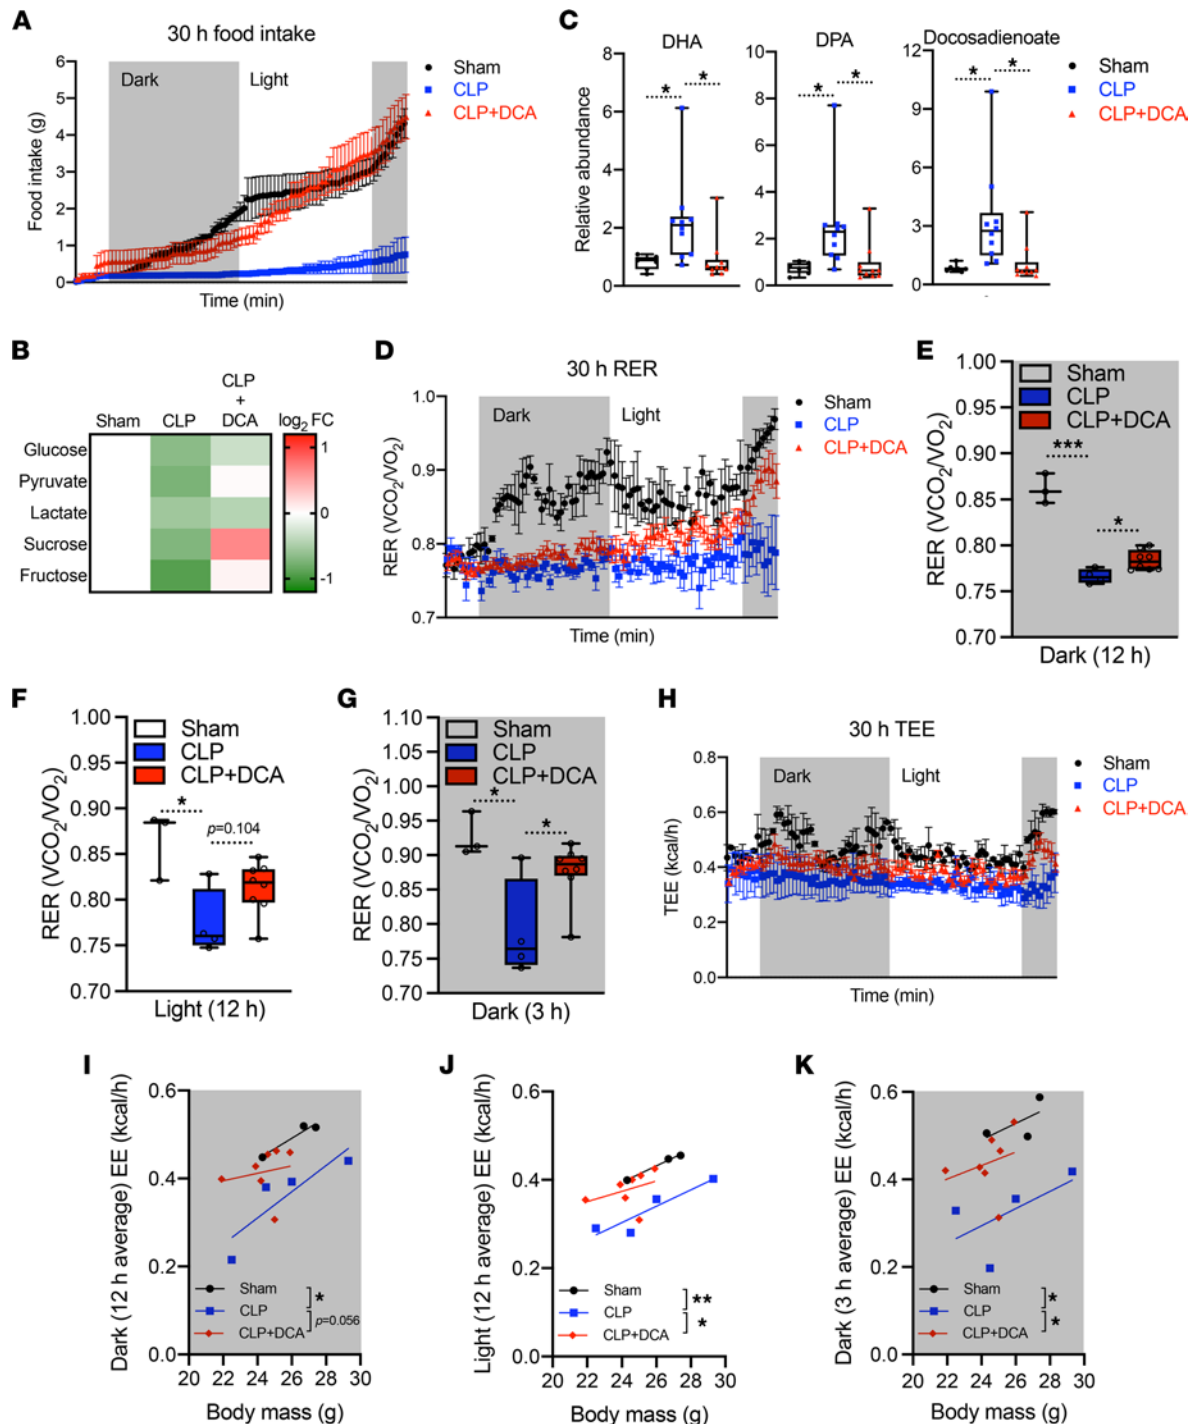 A
30 h food intake
Food intake (g)
6
5
4
3
2
1
0
Dark
Light
Time (min)
Sham
CLP
CLP+DCA
C
DHA
DPA
Docosadienoate
Relative abundance
8
6
4
2
0
* *
10
8
6
4
2
0
* *
12
9
6
3
0
* *
Sham
CLP
CLP+DCA
B
Sham
CLP
CLP
+
DCA
log2 FC
Glucose
Pyruvate
Lactate
Sucrose
Fructose
1
0
-1
D
30 h RER
RER (VCO2/VO2)
1.0
0.9
0.8
0.7
Dark
Light
Time (min)
Sham
CLP
CLP+DCA
E
RER (VCO2/VO2)
1.00
0.95
0.90
0.85
0.80
0.75
0.70
Sham
CLP
CLP+DCA
***
*
Dark (12 h)
F
RER (VCO2/VO2)
1.00
0.95
0.90
0.85
0.80
0.75
0.70
Sham
CLP
CLP+DCA
*
p=0.104
Light (12 h)
G
RER (VCO2/VO2)
1.10
1.05
1.00
0.95
0.90
0.85
0.80
0.75
0.70
Sham
CLP
CLP+DCA
*
*
Dark (3 h)
H
30 h TEE
TEE (kcal/h)
0.8
0.6
0.4
0.2
0.0
Dark
Light
Time (min)
Sham
CLP
CLP+DCA
I
Dark (12 h average) EE (kcal/h)
0.6
0.4
0.2
0.0
Sham
CLP
CLP+DCA
*
p=0.056
20 22 24 26 28 30
Body mass (g)
J
Light (12 h average) EE (kcal/h)
0.6
0.4
0.2
0.0
Sham
CLP
CLP+DCA
**
*
20 22 24 26 28 30
Body mass (g)
K
Dark (3 h average) EE (kcal/h)
0.6
0.4
0.2
0.0
Sham
CLP
CLP+DCA
*
*
20 22 24 26 28 30
Body mass (g)